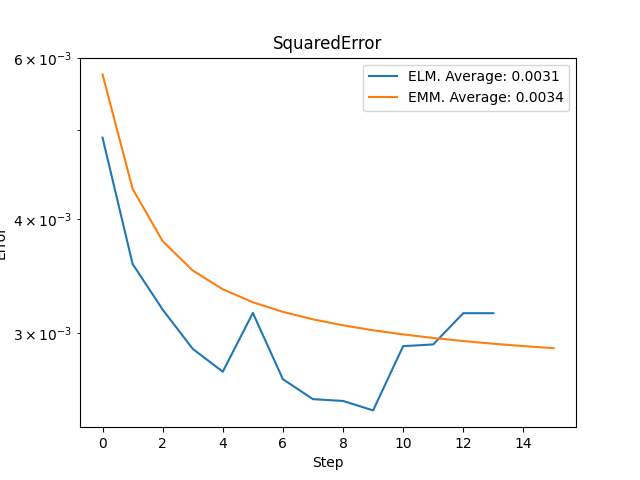 SquaredError
6 × 10⁻³
4 × 10⁻³
3 × 10⁻³
Error
ELM. Average: 0.0031
EMM. Average: 0.0034
0 2 4 6 8 10 12 14
Step